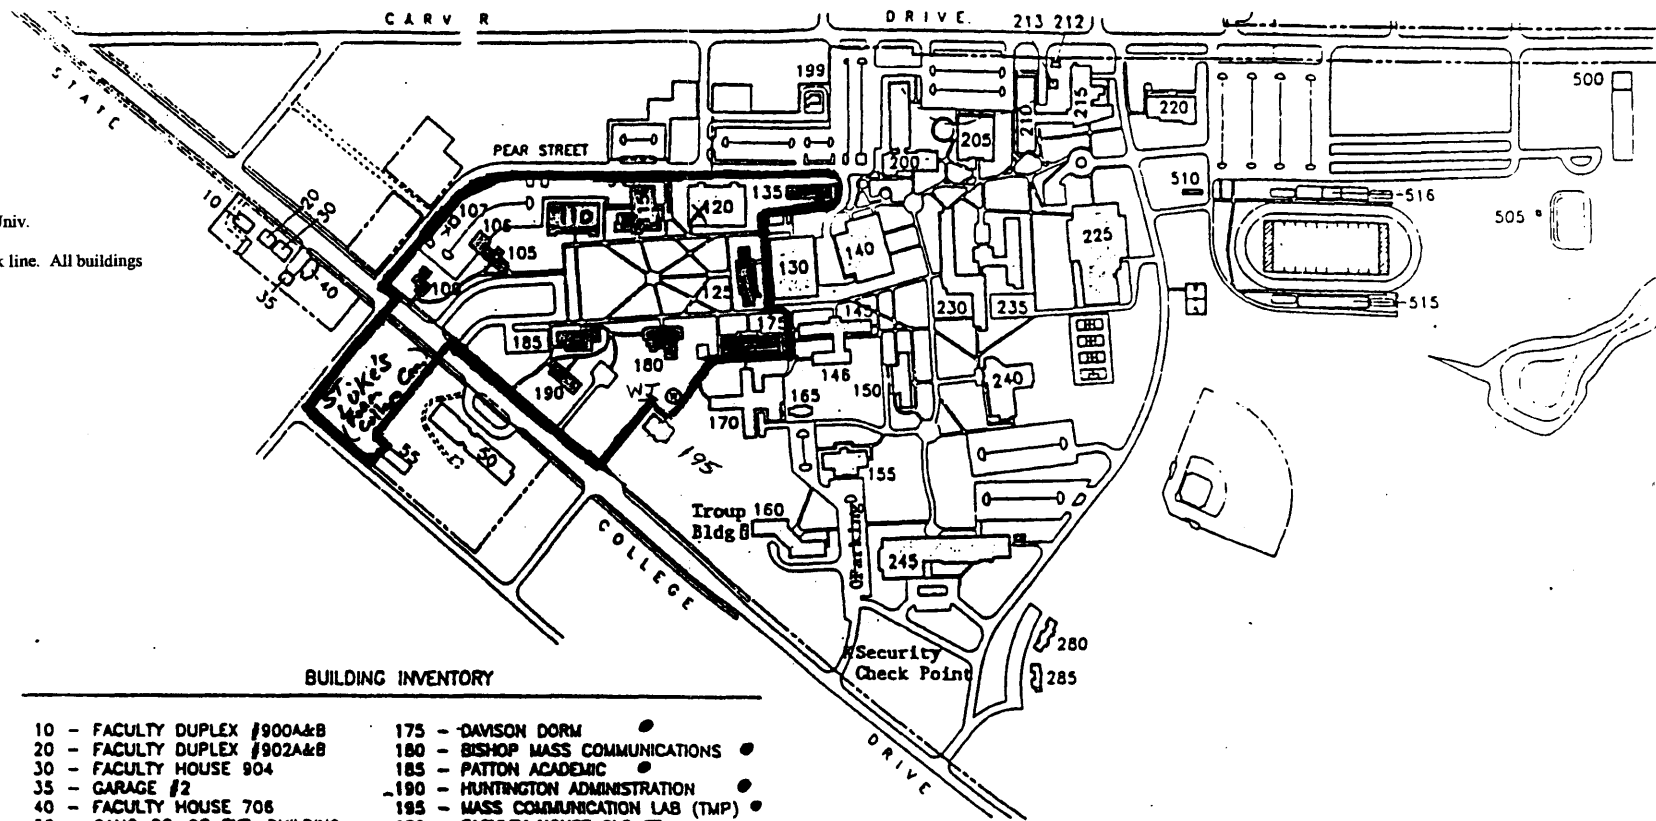 CARV R
DRIVE.
213 212
STATE
199
500
215
220
210
205
PEAR STREET
200
135
510
516
10
20
30
107
110
120
505
niv.
106
225
140
k line. All buildings
105
130
108
125
40
35
230
235
515
175
145
185
180
146
ST. LUKE'S
190
WJ
150
240
165
170
55
50
195
155
Troup 160
Bldg
COLLEGE
Parking
245
Security
Check Point
280
285
DRIVE
BUILDING INVENTORY
10 - FACULTY DUPLEX #900A&B
20 - FACULTY DUPLEX #902A&B
30 - FACULTY HOUSE 904
35 - GARAGE #2
40 - FACULTY HOUSE 706
175 - DAVISON DORM
180 - BISHOP MASS COMMUNICATIONS
185 - PATTON ACADEMIC
190 - HUNTINGTON ADMINISTRATION
195 - MASS COMMUNICATION LAB (TMP)